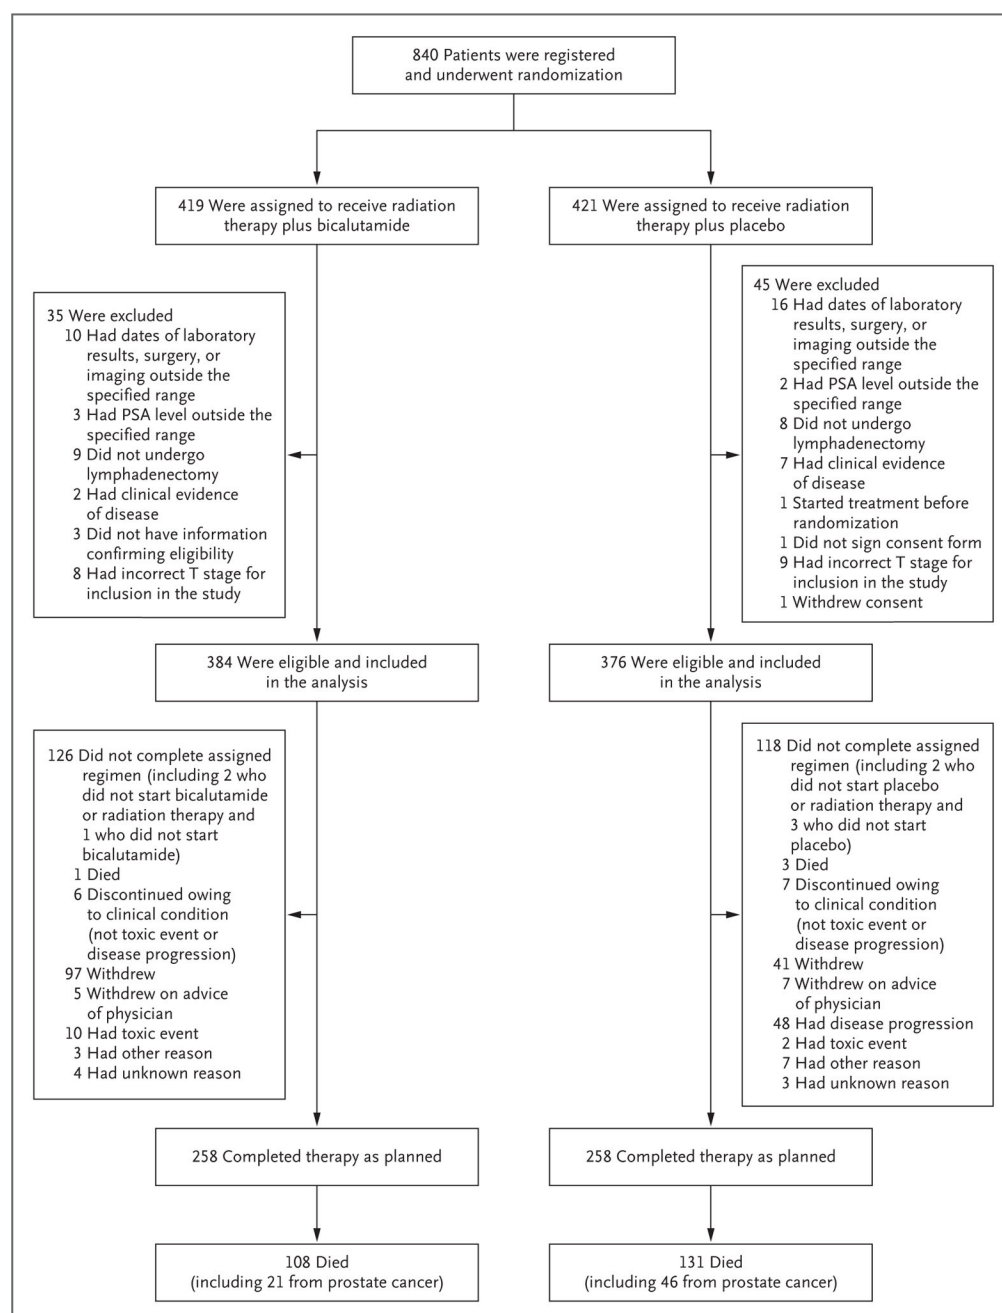 840 Patients were registered
and underwent randomization
419 Were assigned to receive radiation
therapy plus bicalutamide
421 Were assigned to receive radiation
therapy plus placebo
35 Were excluded
10 Had dates of laboratory
results, surgery, or
imaging outside the
specified range
3 Had PSA level outside the
specified range
9 Did not undergo
lymphadenectomy
2 Had clinical evidence
of disease
3 Did not have information
confirming eligibility
8 Had incorrect T stage for
inclusion in the study
45 Were excluded
16 Had dates of laboratory
results, surgery, or
imaging outside the
specified range
2 Had PSA level outside the
specified range
8 Did not undergo
lymphadenectomy
7 Had clinical evidence
of disease
1 Started treatment before
randomization
1 Did not sign consent form
9 Had incorrect T stage for
inclusion in the study
1 Withdrew consent
384 Were eligible and included
in the analysis
376 Were eligible and included
in the analysis
126 Did not complete assigned
regimen (including 2 who
did not start bicalutamide
or radiation therapy and
1 who did not start
bicalutamide)
1 Died
6 Discontinued owing
to clinical condition
(not toxic event or
disease progression)
97 Withdrew
5 Withdrew on advice
of physician
10 Had toxic event
3 Had other reason
4 Had unknown reason
118 Did not complete assigned
regimen (including 2 who
did not start placebo
or radiation therapy and
3 who did not start
placebo)
3 Died
7 Discontinued owing
to clinical condition
(not toxic event or
disease progression)
41 Withdrew
7 Withdrew on advice
of physician
48 Had disease progression
2 Had toxic event
7 Had other reason
3 Had unknown reason
258 Completed therapy as planned
258 Completed therapy as planned
108 Died
(including 21 from prostate cancer)
131 Died
(including 46 from prostate cancer)